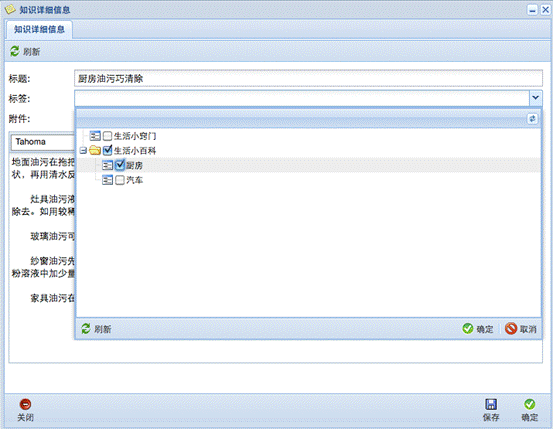 知识详细信息
知识详细信息
刷新
标题: 厨房油污巧清除
标签:
附件:
Tahoma
生活小窍门
生活小百科
厨房
汽车
地面油污在拖把
状，再用清水反
灶具油污液
除去。如用较稀
玻璃油污可
纱窗油污先
粉溶液中加少量
家具油污在
刷新 确定 取消
关闭 保存 确定